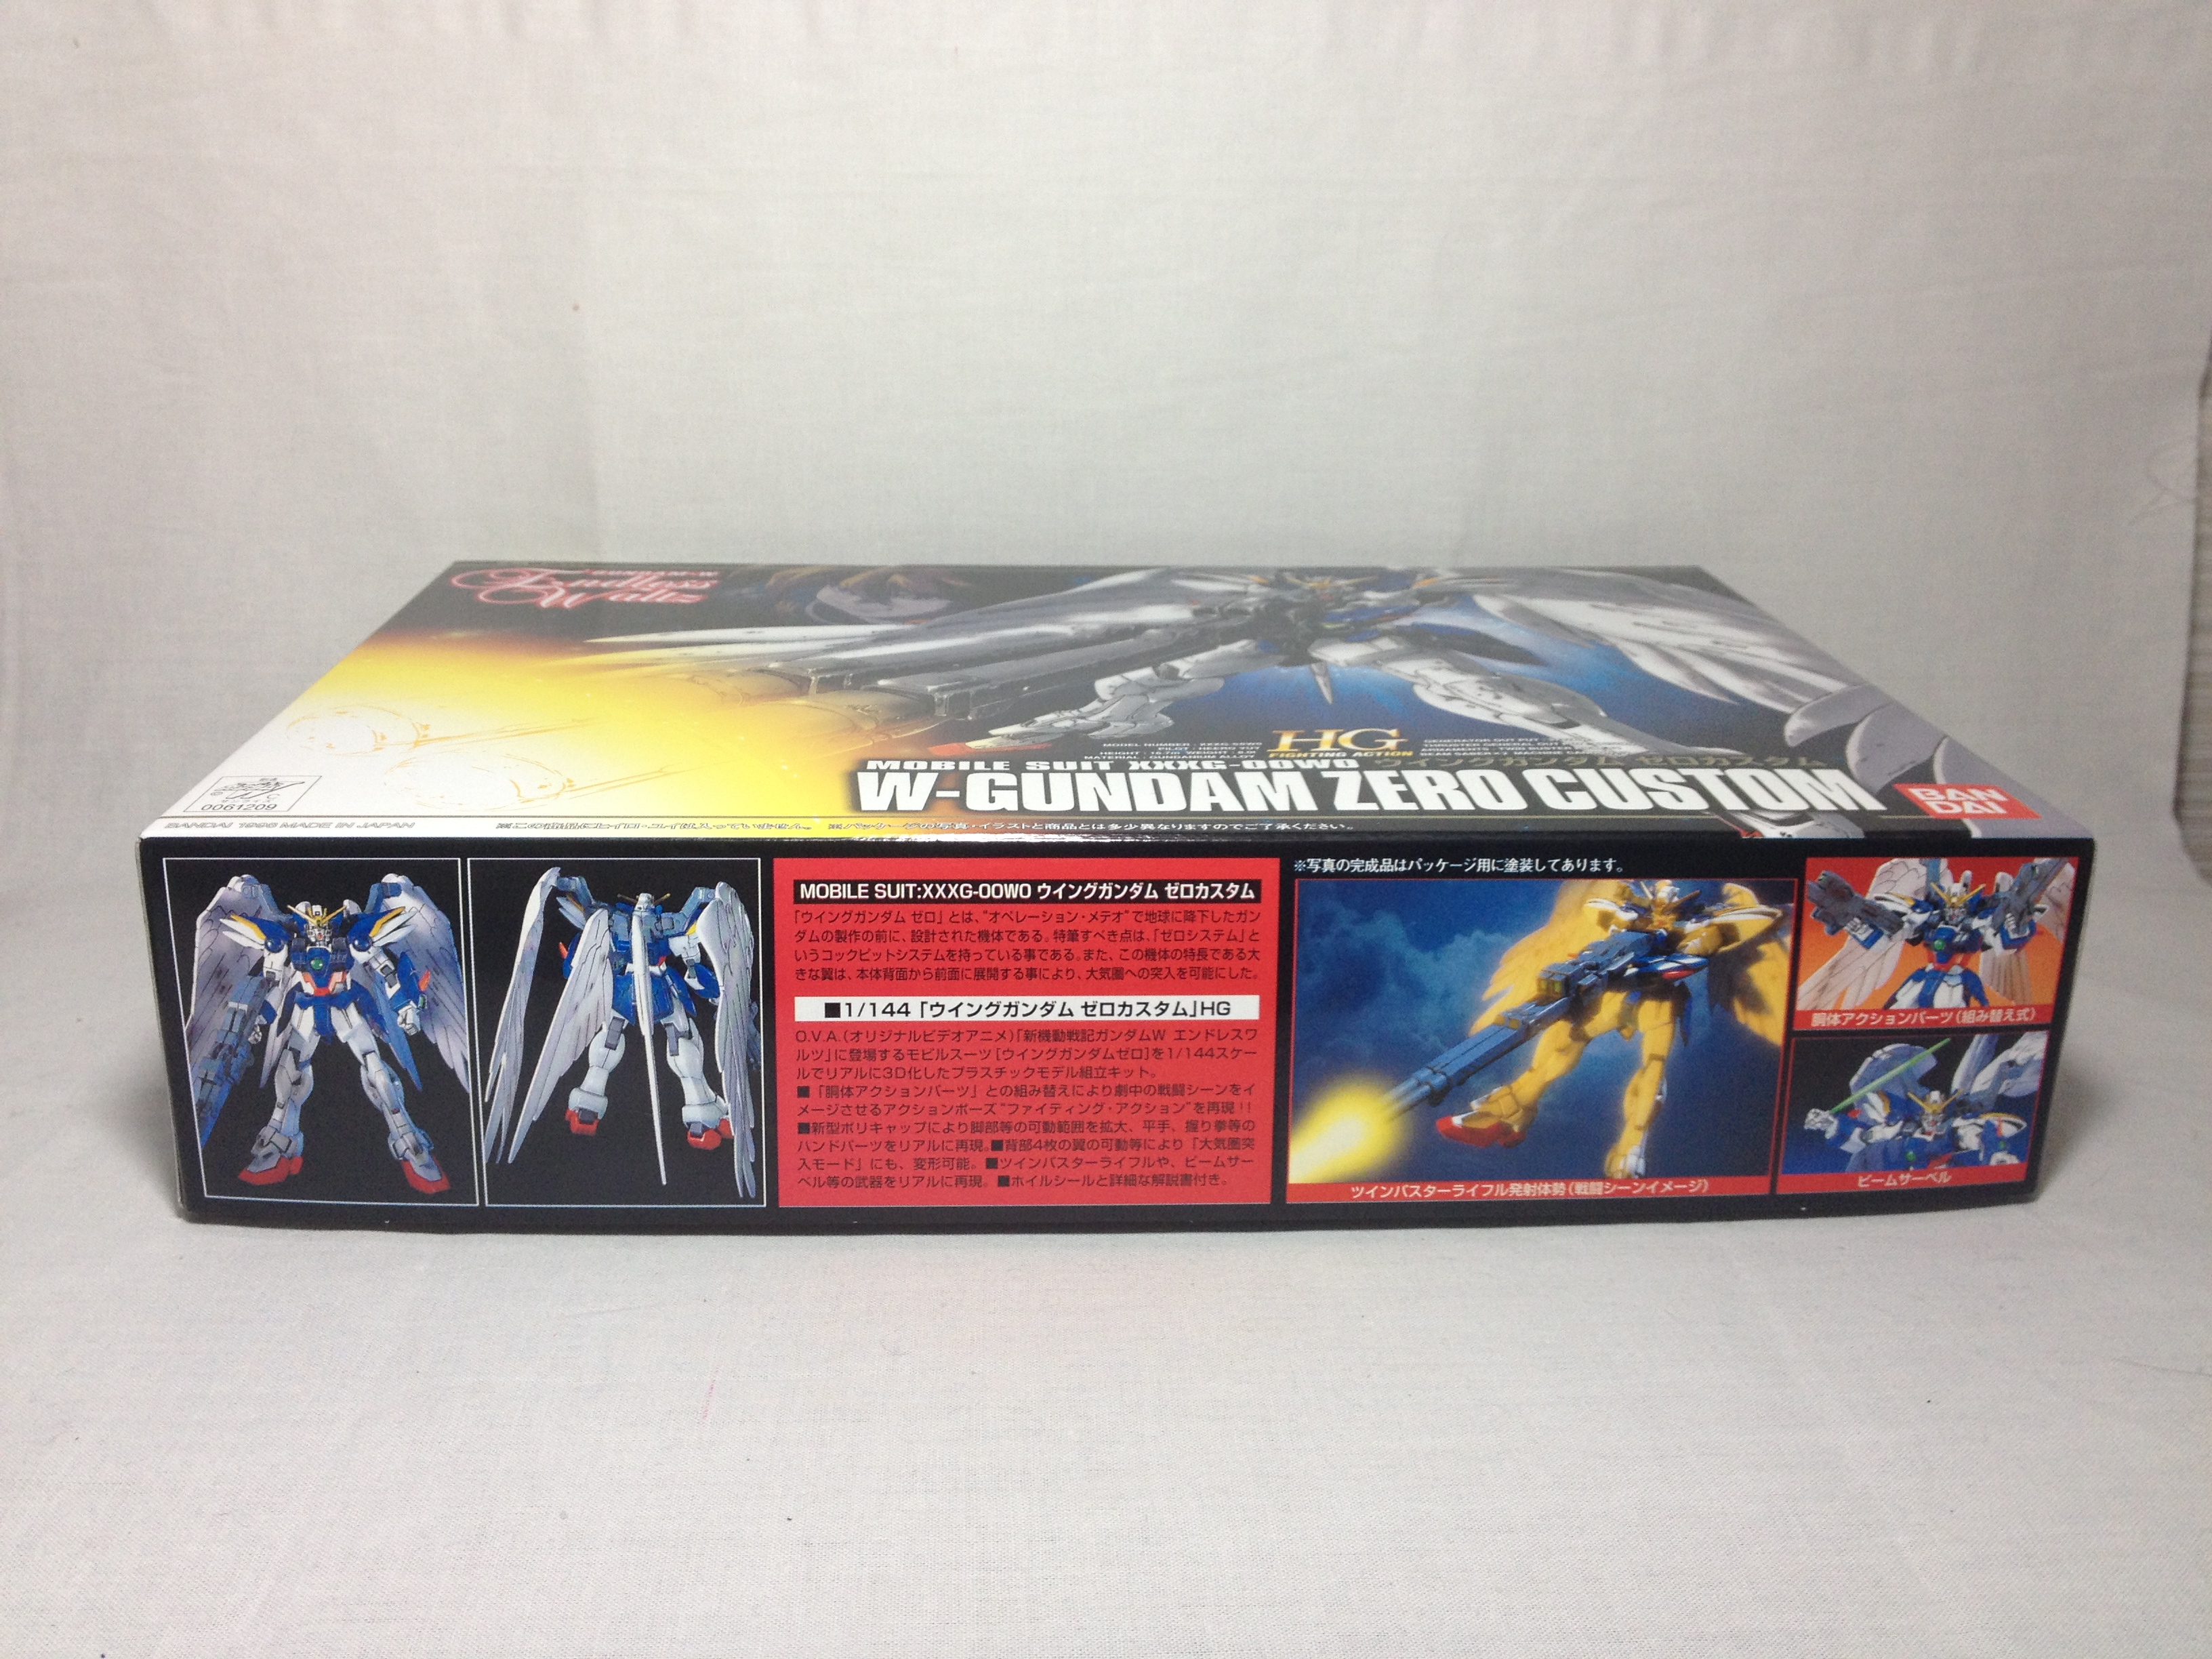 Endless
Waltz
HG
FIGHTING ACTION
MOBILE SUIT XXXG-00W0 ウイングガンダム ゼロカスタム
W-GUNDAM ZERO CUSTOM
BAN
DAI
0061209
MADE IN JAPAN
※パッケージの写真・イラストと商品とは多少異なりますのでご了承ください。
MOBILE SUIT:XXXG-00W0 ウイングガンダム ゼロカスタム
「ウイングガンダム ゼロ」とは、“オペレーション・メテオ”で地球に降下したガン
ダムの製作の前に、設計された機体である。特筆すべき点は、「ゼロシステム」と
いうコックピットシステムを持っている事である。また、この機体の特長である大
きな翼は、本体背面から前面に展開する事により、大気圏への突入を可能にした。
■1/144「ウイングガンダム ゼロカスタム」HG
O.V.A.(オリジナルビデオアニメ)「新機動戦記ガンダムW エンドレスワ
ルツ」に登場するモビルスーツ[ウイングガンダムゼロ]を1/144スケー
ルでリアルに3D化したプラスチックモデル組立キット。
■「胴体アクションパーツ」との組み替えにより劇中の戦闘シーンをイ
メージさせるアクションポーズ“ファイティング・アクション”を再現!!
■新型ポリキャップにより脚部等の可動範囲を拡大、平手、握り拳等の
ハンドパーツをリアルに再現。■背部4枚の翼の可動等により「大気圏突
入モード」にも、変形可能。■ツインバスターライフルや、ビームサー
ベル等の武器をリアルに再現。■ホイルシールと詳細な解説書付き。
※写真の完成品はパッケージ用に塗装してあります。
ツインバスターライフル発射体勢(戦闘シーンイメージ)
胴体アクションパーツ(組み替え式)
ビームサーベル